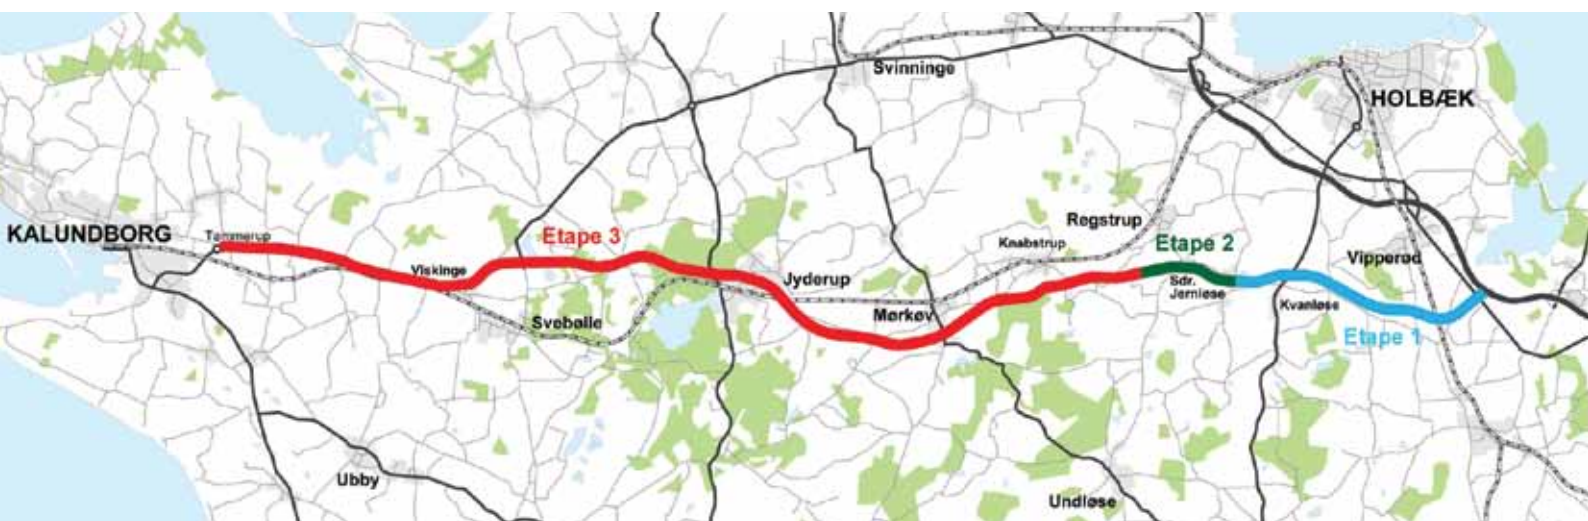 Svinninge
HOLBÆK
Regstrup
KALUNDBORG
Tømmerup
Etape 3
Knabstrup
Etape 2
Vipperød
Viskinge
Jyderup
Sdr.
Jernløse
Kvanløse
Svebølle
Mørkøv
Etape 1
Ubby
Undløse